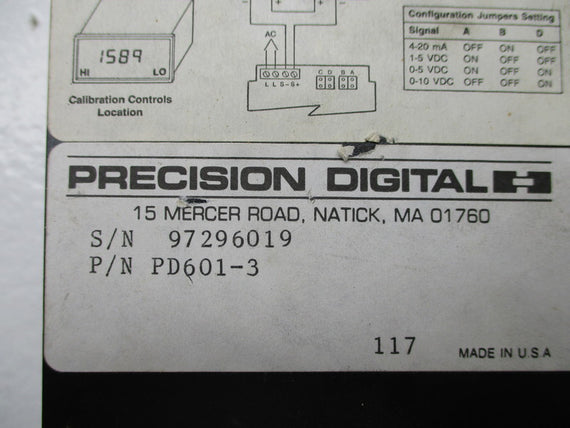 1589
HI LO
Calibration Controls
Location
AC
L L S- S+
C D B A
Configuration Jumpers Setting
Signal A B D
4-20 mA OFF ON OFF
1-5 VDC ON OFF OFF
0-5 VDC ON OFF ON
0-10 VDC OFF OFF ON
PRECISION DIGITAL
15 MERCER ROAD, NATICK, MA 01760
S/N 97296019
P/N PD601-3
117
MADE IN U.S.A